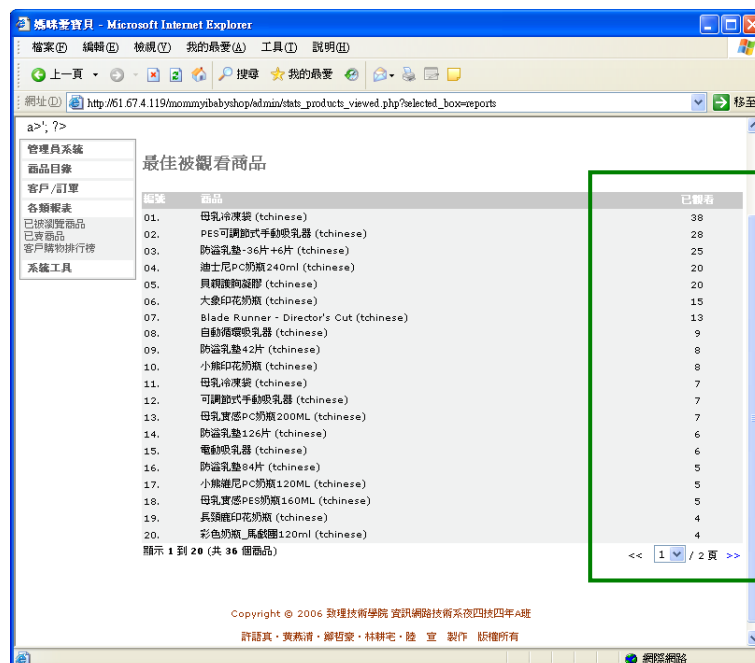 媽咪愛寶貝 - Microsoft Internet Explorer
檔案(F) 編輯(E) 檢視(V) 我的最愛(A) 工具(T) 說明(H)
上一頁 搜尋 我的最愛
網址(D) http://61.67.4.119/mommyibabyshop/admin/stats_products_viewed.php?selected_box=reports 移至
a>'; ?>
管理員系統
商品目錄
客戶/訂單
各類報表
已被瀏覽商品
已賣商品
客戶購物排行榜
系統工具
最佳被觀看商品
編號 商品 已觀看
01. 母乳冷凍袋 (tchinese) 38
02. PES可調節式手動吸乳器 (tchinese) 28
03. 防溢乳墊-36片+6片 (tchinese) 25
04. 迪士尼PC奶瓶240ml (tchinese) 20
05. 貝親護胸凝膠 (tchinese) 20
06. 大象印花奶瓶 (tchinese) 15
07. Blade Runner - Director's Cut (tchinese) 13
08. 自動循環吸乳器 (tchinese) 9
09. 防溢乳墊42片 (tchinese) 8
10. 小熊印花奶瓶 (tchinese) 8
11. 母乳冷凍袋 (tchinese) 7
12. 可調節式手動吸乳器 (tchinese) 7
13. 母乳實感PC奶瓶200ML (tchinese) 7
14. 防溢乳墊126片 (tchinese) 6
15. 電動吸乳器 (tchinese) 6
16. 防溢乳墊84片 (tchinese) 5
17. 小熊維尼PC奶瓶120ML (tchinese) 5
18. 母乳實感PES奶瓶160ML (tchinese) 5
19. 長頸鹿印花奶瓶 (tchinese) 4
20. 彩色奶瓶_馬戲團120ml (tchinese) 4
顯示 1 到 20 (共 36 個商品) << 1 / 2 頁 >>
Copyright © 2006 致理技術學院 資訊網路技術系夜四技四年A班
許語真・黃燕清・鄭哲豪・林耕宅・陸 宣 製作 版權所有
網際網路